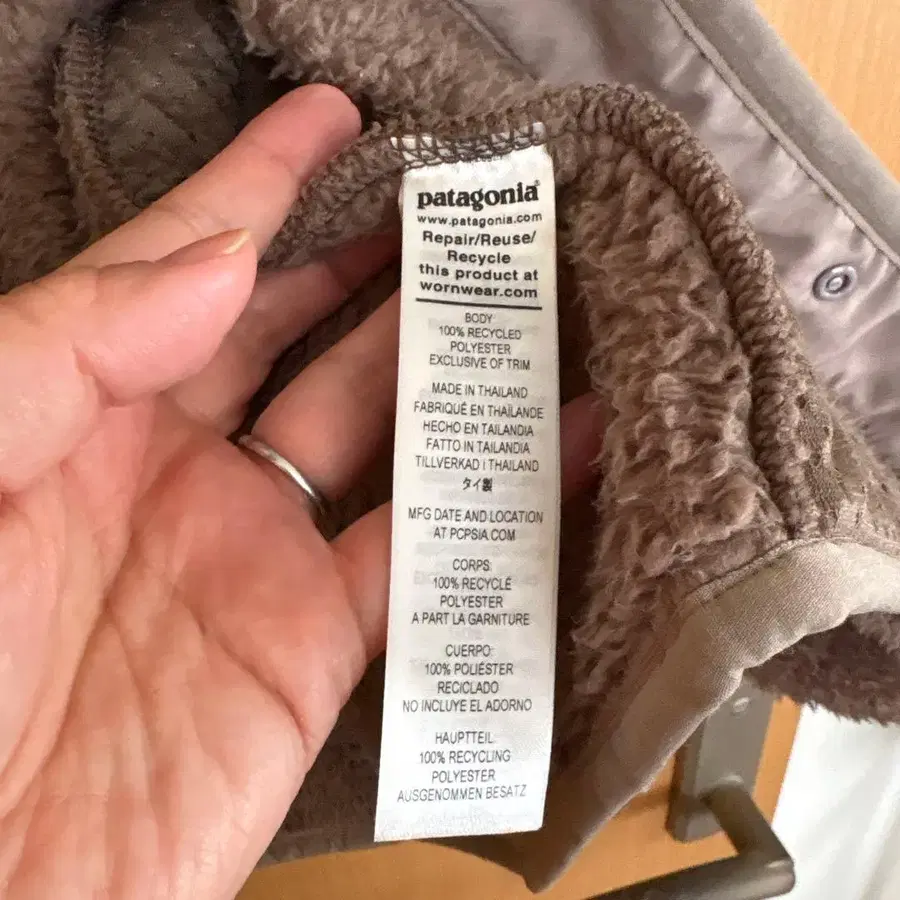 patagonia®
www.patagonia.com
Repair/Reuse/
Recycle
this product at
wornwear.com
BODY
100% RECYCLED
POLYESTER
EXCLUSIVE OF TRIM
MADE IN THAILAND
FABRIQUÉ EN THAÏLANDE
HECHO EN TAILANDIA
FATTO IN TAILANDIA
TILLVERKAD I THAILAND
タイ製
MFG DATE AND LOCATION
AT PCPSIA.COM
CORPS:
100% RECYCLÉ
POLYESTER
A PART LA GARNITURE
CUERPO:
100% POLIÉSTER
RECICLADO
NO INCLUYE EL ADORNO
HAUPTTEIL:
100% RECYCLING
POLYESTER
AUSGENOMMEN BESATZ